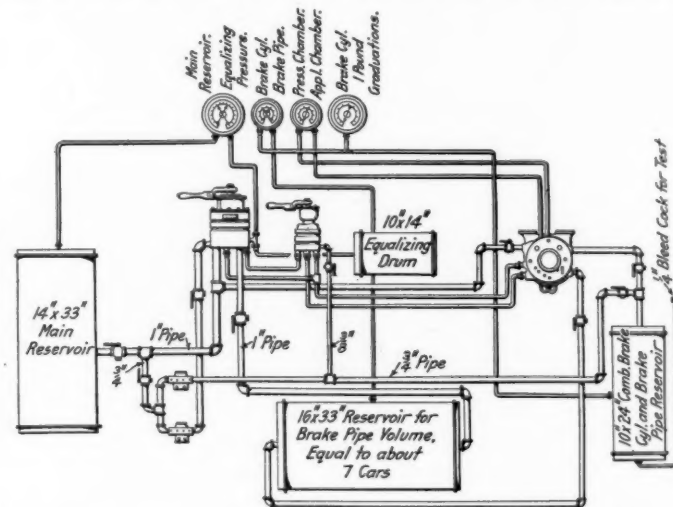 Main
Reservoir.
Equalizing
Pressure.
Brake Cyl.
Brake Pipe.
Press. Chamber.
Appl. Chamber.
Brake Cyl.
1 Pound
Graduations.
14"x33"
Main
Reservoir
1"Pipe
3/4"
1"Pipe
3/8"
3/4" Pipe
10"x14"
Equalizing
Drum
16"x33" Reservoir for
Brake Pipe Volume,
Equal to about
7 Cars
1/4" Bleed Cock for Test
10"x24" Comb. Brake
Cyl. and Brake
Pipe Reservoir